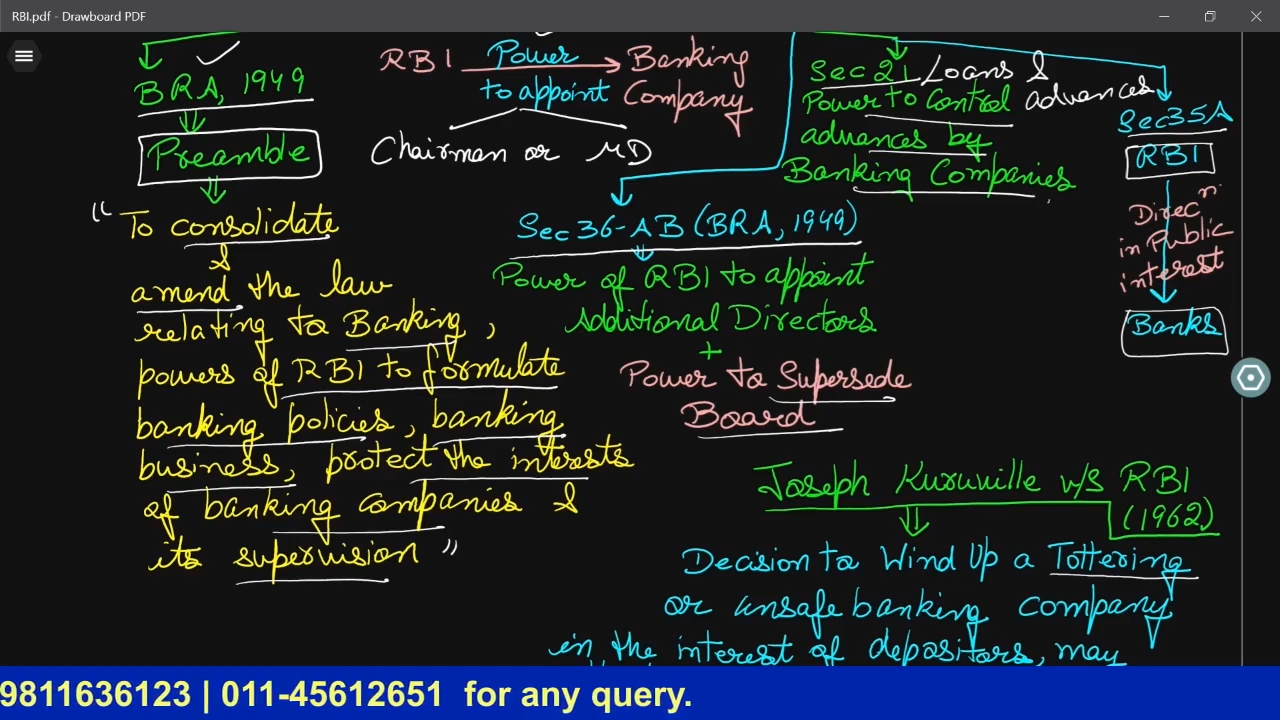 RBI.pdf - Drawboard PDF
BRA, 1949
Preamble
“ To consolidate
&
amend the law
relating to Banking,
powers of RBI to formulate
banking policies, banking
business, protect the interests
of banking companies &
its supervision ”
RBI Power Banking
to appoint Company
Chairman or MD
Sec 36-AB (BRA, 1949)
Power of RBI to appoint
Additional Directors
+
Power to Supersede
Board
Sec 21 Loans &
Power to Control advances
advances by
Banking Companies
Sec 35A
RBI
Direcⁿ
in Public
interest
Banks
Joseph Kuruville v/s RBI
(1962)
Decision to Wind Up a Tottering
or unsafe banking company
in the interest of depositors, may
9811636123 | 011-45612651 for any query.